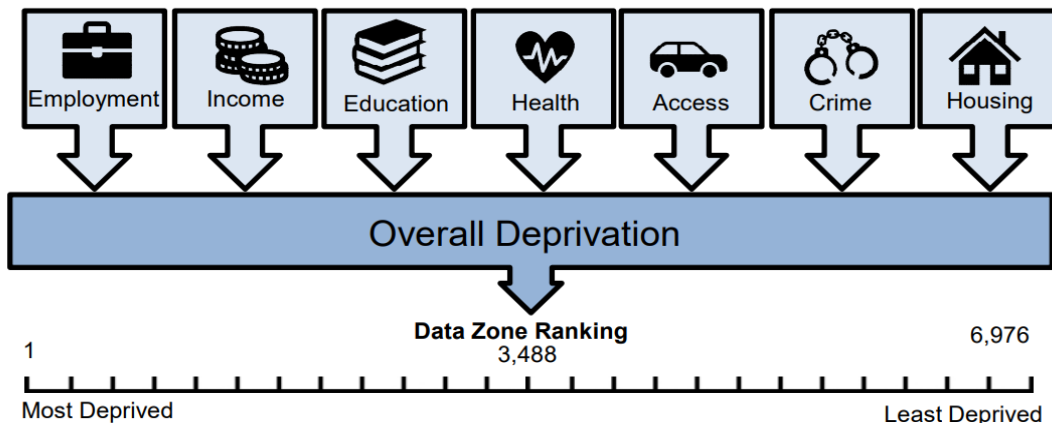 Employment
Income
Education
Health
Access
Crime
Housing
Overall Deprivation
Data Zone Ranking
1
3,488
6,976
Most Deprived
Least Deprived